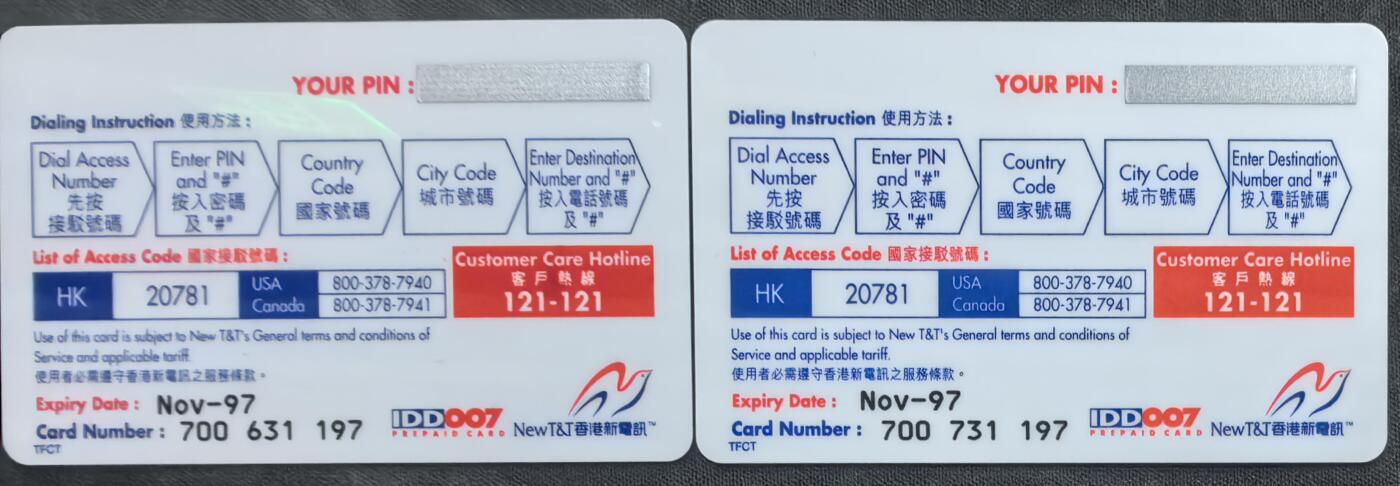 YOUR PIN :
Dialing Instruction 使用方法:
Dial Access
Number
先按
接駁號碼
Enter PIN
and "#"
按入密碼
及 "#"
Country
Code
國家號碼
City Code
城市號碼
Enter Destination
Number and "#"
按入電話號碼
及 "#"
List of Access Code 國家接駁號碼:
Customer Care Hotline
客戶熱線
121-121
HK 20781
USA 800-378-7940
Canada 800-378-7941
Use of this card is subject to New T&T's General terms and conditions of
Service and applicable tariff.
使用者必需遵守香港新電訊之服務條款。
Expiry Date : Nov-97
Card Number : 700 631 197
TFCT
IDD007
PREPAID CARD
NewT&T香港新電訊™
YOUR PIN :
Dialing Instruction 使用方法:
Dial Access
Number
先按
接駁號碼
Enter PIN
and "#"
按入密碼
及 "#"
Country
Code
國家號碼
City Code
城市號碼
Enter Destination
Number and "#"
按入電話號碼
及 "#"
List of Access Code 國家接駁號碼:
Customer Care Hotline
客戶熱線
121-121
HK 20781
USA 800-378-7940
Canada 800-378-7941
Use of this card is subject to New T&T's General terms and conditions of
Service and applicable tariff.
使用者必需遵守香港新電訊之服務條款。
Expiry Date : Nov-97
Card Number : 700 731 197
TFCT
IDD007
PREPAID CARD
NewT&T香港新電訊™